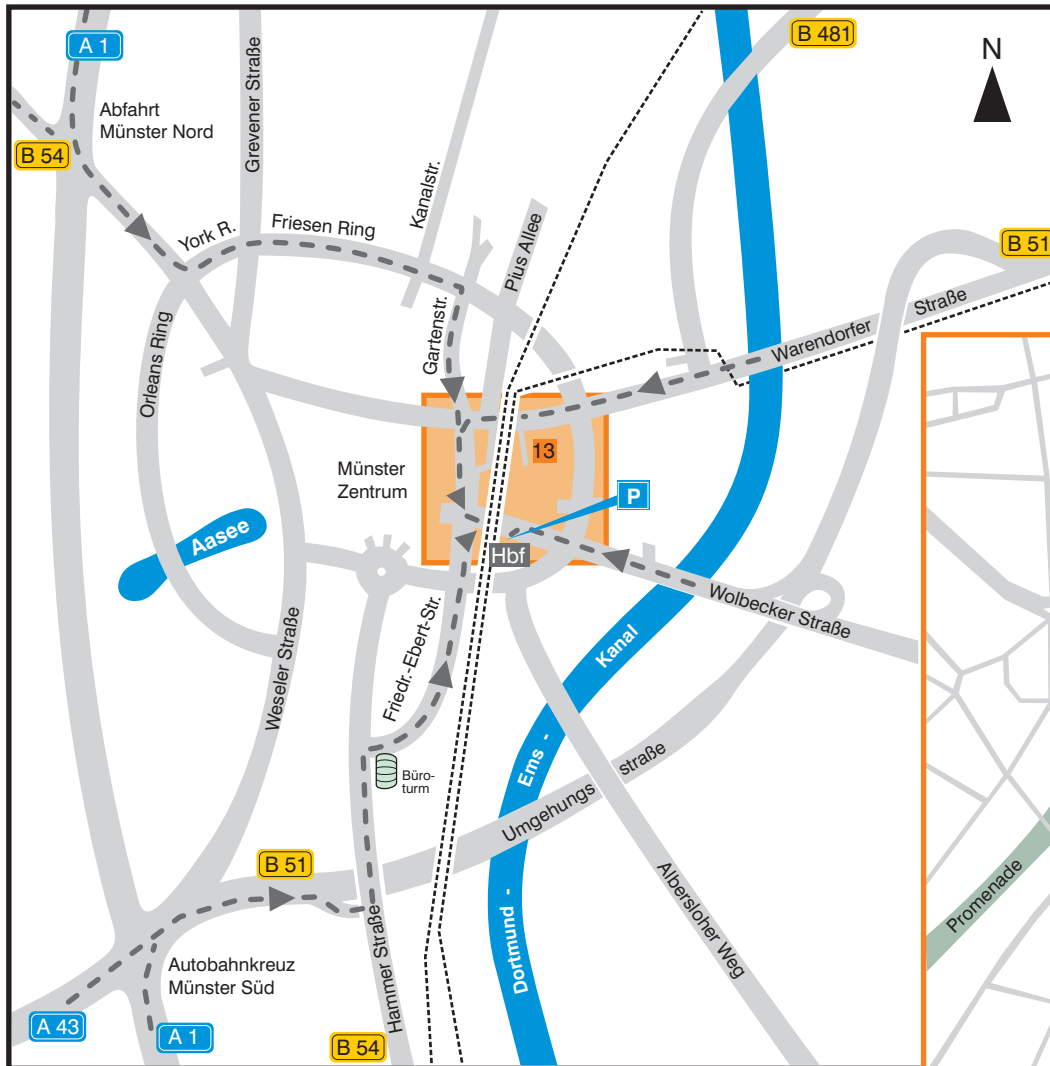 A 1
B 481
N
Abfahrt
Münster Nord
B 54
Grevener Straße
Kanalstr.
York R.
Friesen Ring
Pius Allee
B 51
Straße
Warendorfer
Gartenstr.
Orleans Ring
13
Münster
Zentrum
P
Aasee
Hbf
Wolbecker Straße
Weseler Straße
Friedr.-Ebert-Str.
Kanal
Ems -
Dortmund -
Büro-
turm
Umgehungs
straße
B 51
Albersloher Weg
Promenade
Hammer Straße
Autobahnkreuz
Münster Süd
A 43
A 1
B 54